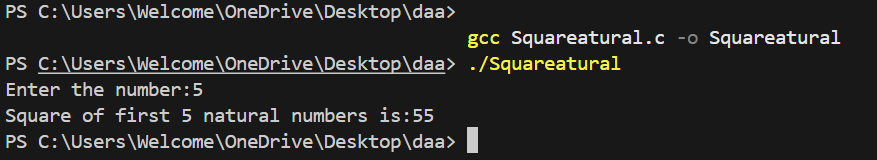 PS C:\Users\Welcome\OneDrive\Desktop\daa>
gcc Squareatural.c -o Squareatural
PS C:\Users\Welcome\OneDrive\Desktop\daa> ./Squareatural
Enter the number:5
Square of first 5 natural numbers is:55
PS C:\Users\Welcome\OneDrive\Desktop\daa>